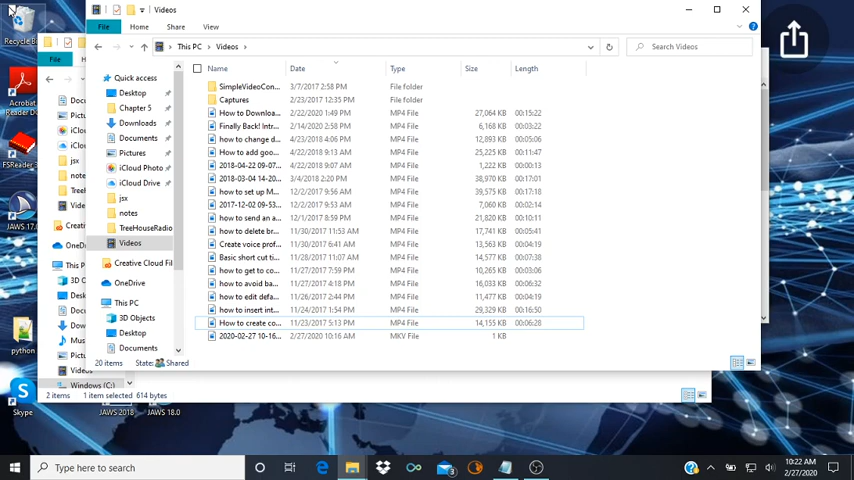 Videos
File
Home
Share
View
This PC > Videos
Search Videos
Name
Date
Type
Size
Length
SimpleVideoCon...
3/7/2017 2:58 PM
File folder
Captures
2/23/2017 12:35 PM
File folder
How to Downloa...
2/22/2020 1:49 PM
MP4 File
27,064 KB
00:15:22
Finally Back! Intr...
2/14/2020 2:58 PM
MP4 File
6,168 KB
00:03:22
how to change d...
4/23/2018 4:06 PM
MP4 File
12,893 KB
00:05:06
How to add goo...
4/22/2018 9:13 AM
MP4 File
25,225 KB
00:11:47
2018-04-22 09-07...
4/22/2018 9:07 AM
MP4 File
1,222 KB
00:00:13
2018-03-04 14-20...
3/4/2018 2:20 PM
MP4 File
38,970 KB
00:17:01
how to set up M...
12/2/2017 9:56 AM
MP4 File
39,575 KB
00:17:18
2017-12-02 09-53...
12/2/2017 9:53 AM
MP4 File
7,060 KB
00:02:14
how to send an a...
12/1/2017 8:59 PM
MP4 File
21,820 KB
00:10:11
how to delete br...
11/30/2017 11:53 AM
MP4 File
17,741 KB
00:05:41
Create voice prof...
11/30/2017 6:41 AM
MP4 File
13,563 KB
00:04:19
Basic short cut ti...
11/28/2017 11:07 AM
MP4 File
14,577 KB
00:07:38
how to get to co...
11/27/2017 7:59 PM
MP4 File
10,265 KB
00:03:06
how to avoid ba...
11/27/2017 4:18 PM
MP4 File
16,033 KB
00:06:32
how to edit defa...
11/26/2017 2:44 PM
MP4 File
11,477 KB
00:04:19
how to insert int...
11/24/2017 1:54 PM
MP4 File
29,329 KB
00:16:50
How to create co...
11/23/2017 5:13 PM
MP4 File
14,155 KB
00:06:28
2020-02-27 10-16...
2/27/2020 10:16 AM
MKV File
1 KB
Quick access
Desktop
Chapter 5
Downloads
Documents
Pictures
iCloud Photo
iCloud Drive
jsx
notes
TreeHouseRadio
Videos
Creative Cloud Fil
OneDrive
This PC
3D Objects
Desktop
Documents
20 items
State:
Shared
File
H
Docu
Pictu
iClou
iClou
jsx
note
TreeH
Vide
Creati
OneDr
This P
3D O
Desk
Docu
Dow
Musi
Pictu
Video
Windows (C:)
2 items
1 item selected 614 bytes
Recycle B
Acrobat
Reader D
FSReader 3
JAWS 17.0
python
Skype
JAWS 2018
JAWS 18.0
Type here to search
3
10:22 AM
2/27/2020